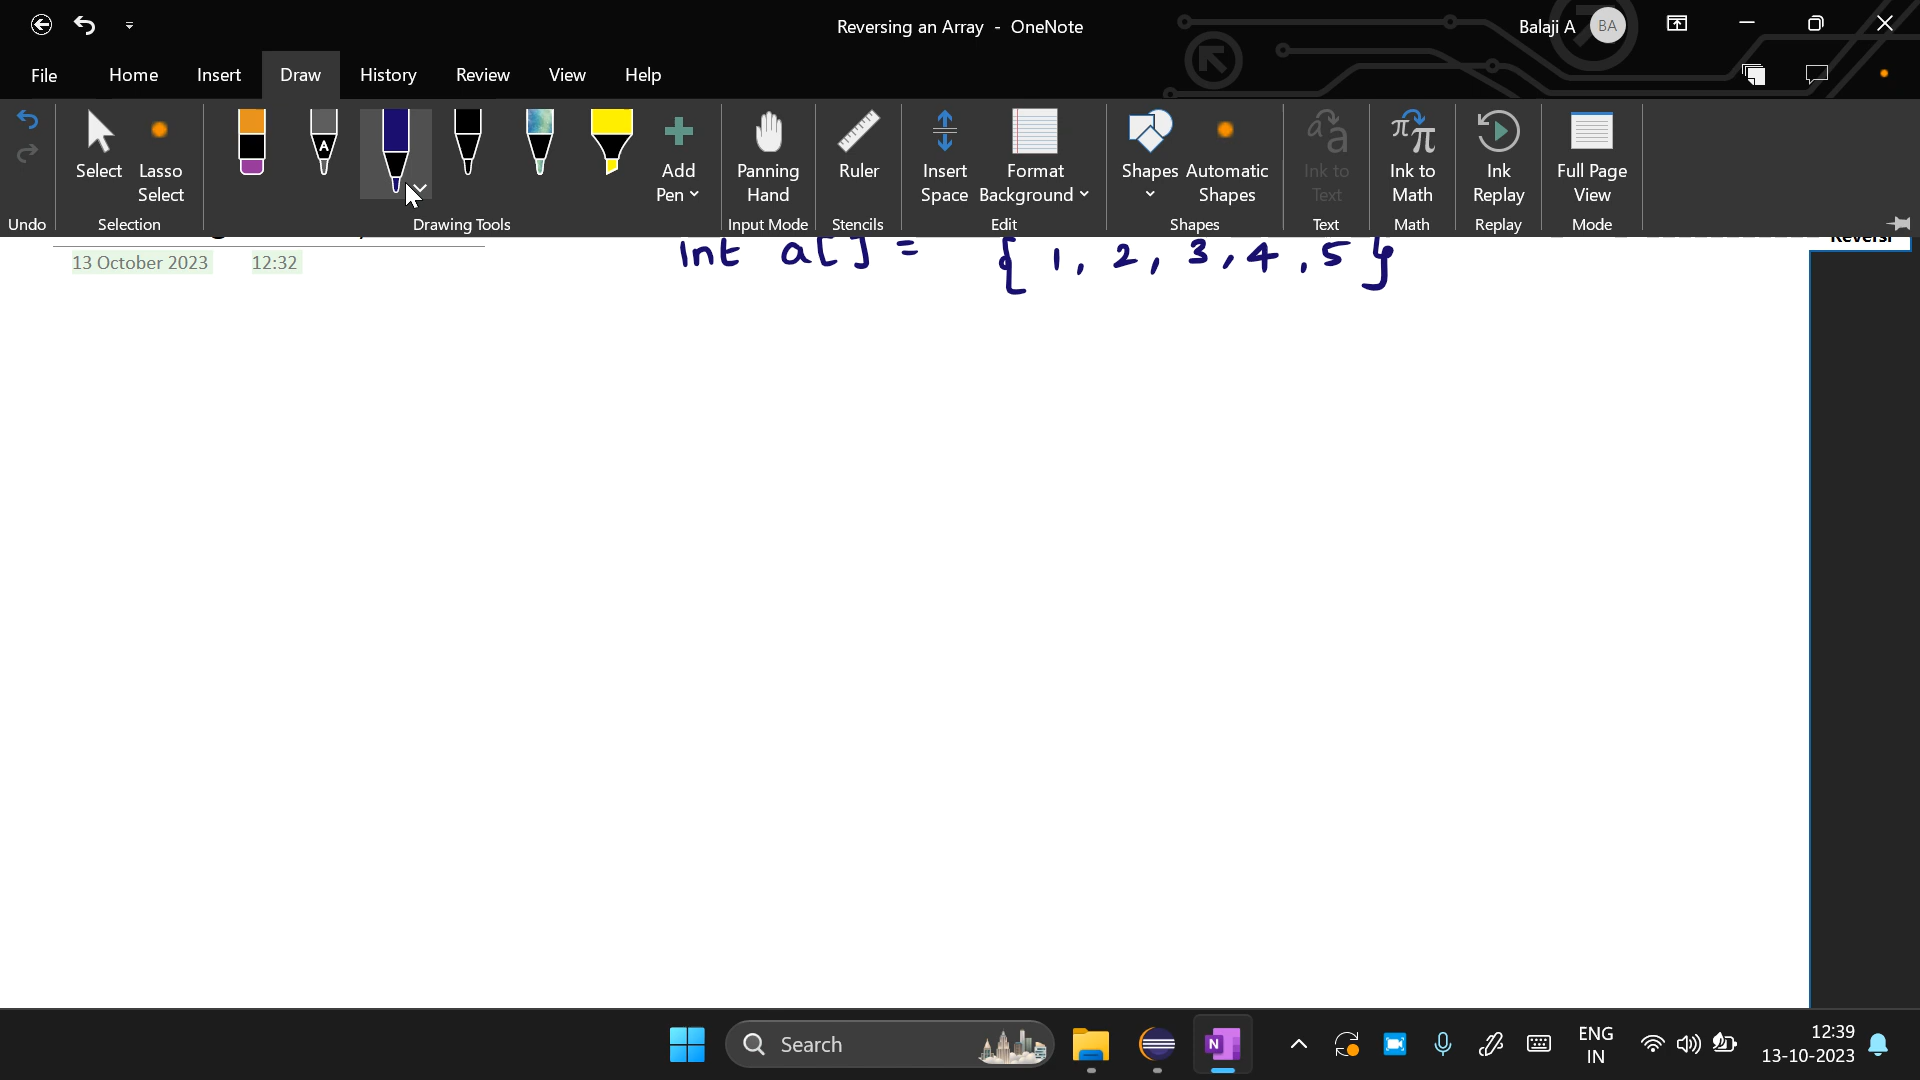 Reversing an Array - OneNote
Balaji A BA
File Home Insert Draw History Review View Help
Select
Lasso Select
A
Add Pen
Panning Hand
Ruler
Insert Space
Format Background
Shapes
Automatic Shapes
Ink to Text
Ink to Math
Ink Replay
Full Page View
Undo Selection Drawing Tools Input Mode Stencils Edit Shapes Text Math Replay Mode
Reversi
int a[] = { 1, 2, 3, 4, 5 }
13 October 2023 12:32
Search
N
ENG
IN
12:39
13-10-2023